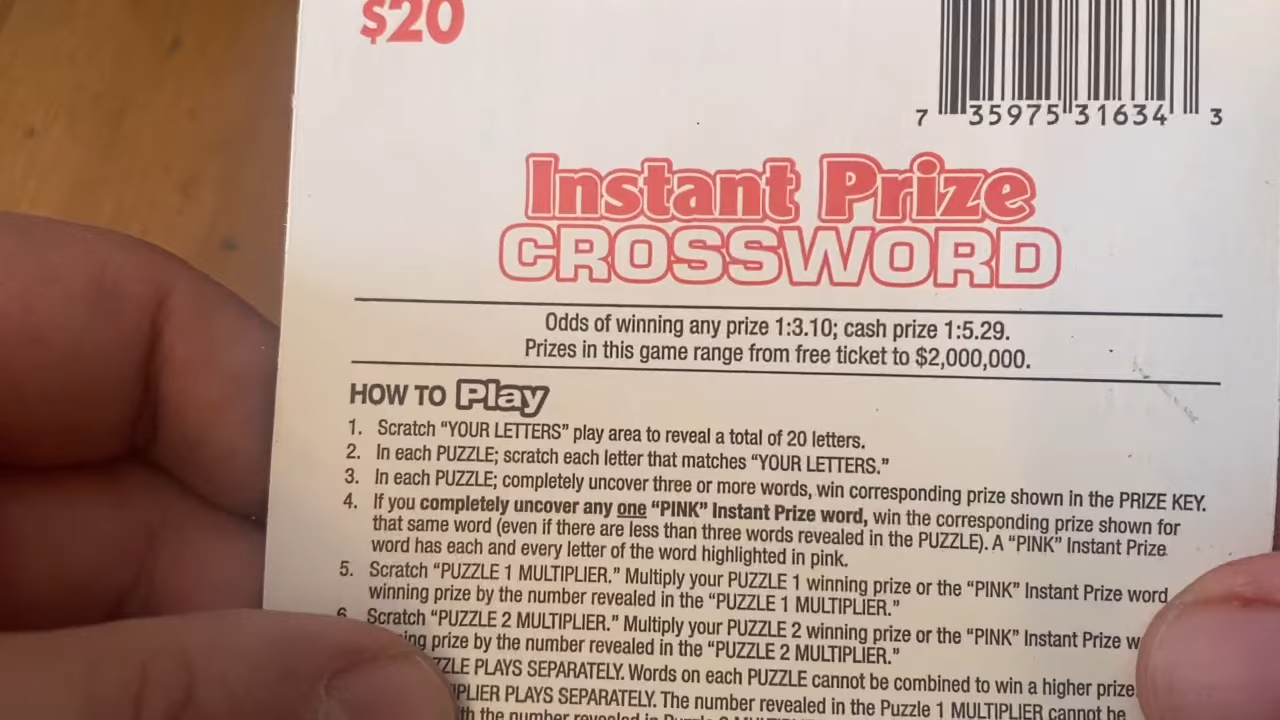 $20
7 35975 31634 3
Instant Prize
CROSSWORD
Odds of winning any prize 1:3.10; cash prize 1:5.29.
Prizes in this game range from free ticket to $2,000,000.
HOW TO Play
1. Scratch "YOUR LETTERS" play area to reveal a total of 20 letters.
2. In each PUZZLE; scratch each letter that matches "YOUR LETTERS."
3. In each PUZZLE; completely uncover three or more words, win corresponding prize shown in the PRIZE KEY.
4. If you completely uncover any one "PINK" Instant Prize word, win the corresponding prize shown for
that same word (even if there are less than three words revealed in the PUZZLE). A "PINK" Instant Prize
word has each and every letter of the word highlighted in pink.
5. Scratch "PUZZLE 1 MULTIPLIER." Multiply your PUZZLE 1 winning prize or the "PINK" Instant Prize word
winning prize by the number revealed in the "PUZZLE 1 MULTIPLIER."
6. Scratch "PUZZLE 2 MULTIPLIER." Multiply your PUZZLE 2 winning prize or the "PINK" Instant Prize
prize by the number revealed in the "PUZZLE 2 MULTIPLIER."
PLAYS SEPARATELY. Words on each PUZZLE cannot be combined to win a higher prize
PLAYS SEPARATELY. The number revealed in the Puzzle 1 MULTIPLIER cannot be
the number revealed in